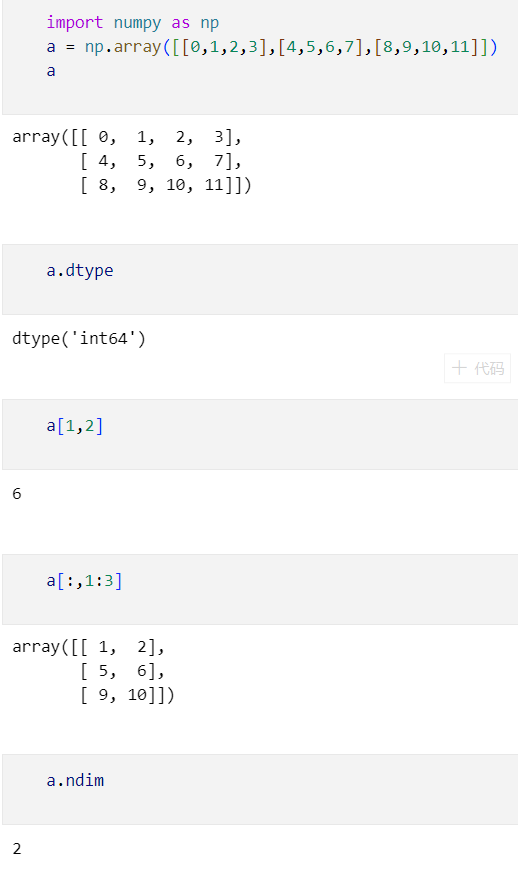 import numpy as np
a = np.array([[0,1,2,3],[4,5,6,7],[8,9,10,11]])
a
array([[ 0,  1,  2,  3],
       [ 4,  5,  6,  7],
       [ 8,  9, 10, 11]])
a.dtype
dtype('int64')
＋ 代码
a[1,2]
6
a[:,1:3]
array([[ 1,  2],
       [ 5,  6],
       [ 9, 10]])
a.ndim
2